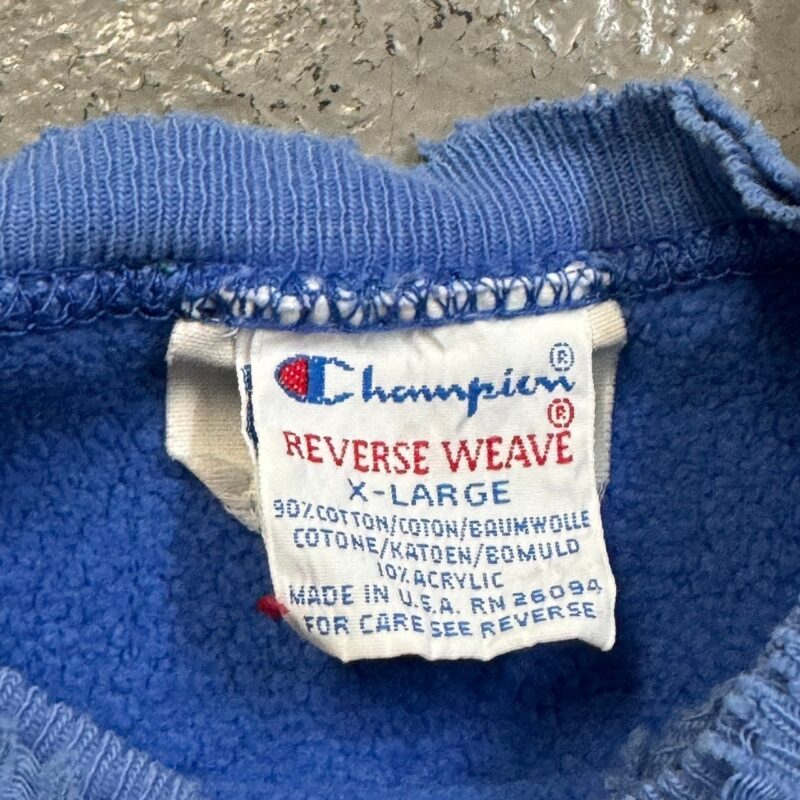 Champion®
REVERSE WEAVE®
X-LARGE
90% COTTON/COTON/BAUMWOLLE
COTONE/KATOEN/BOMULD
10% ACRYLIC
MADE IN U.S.A. RN 26094
FOR CARE SEE REVERSE